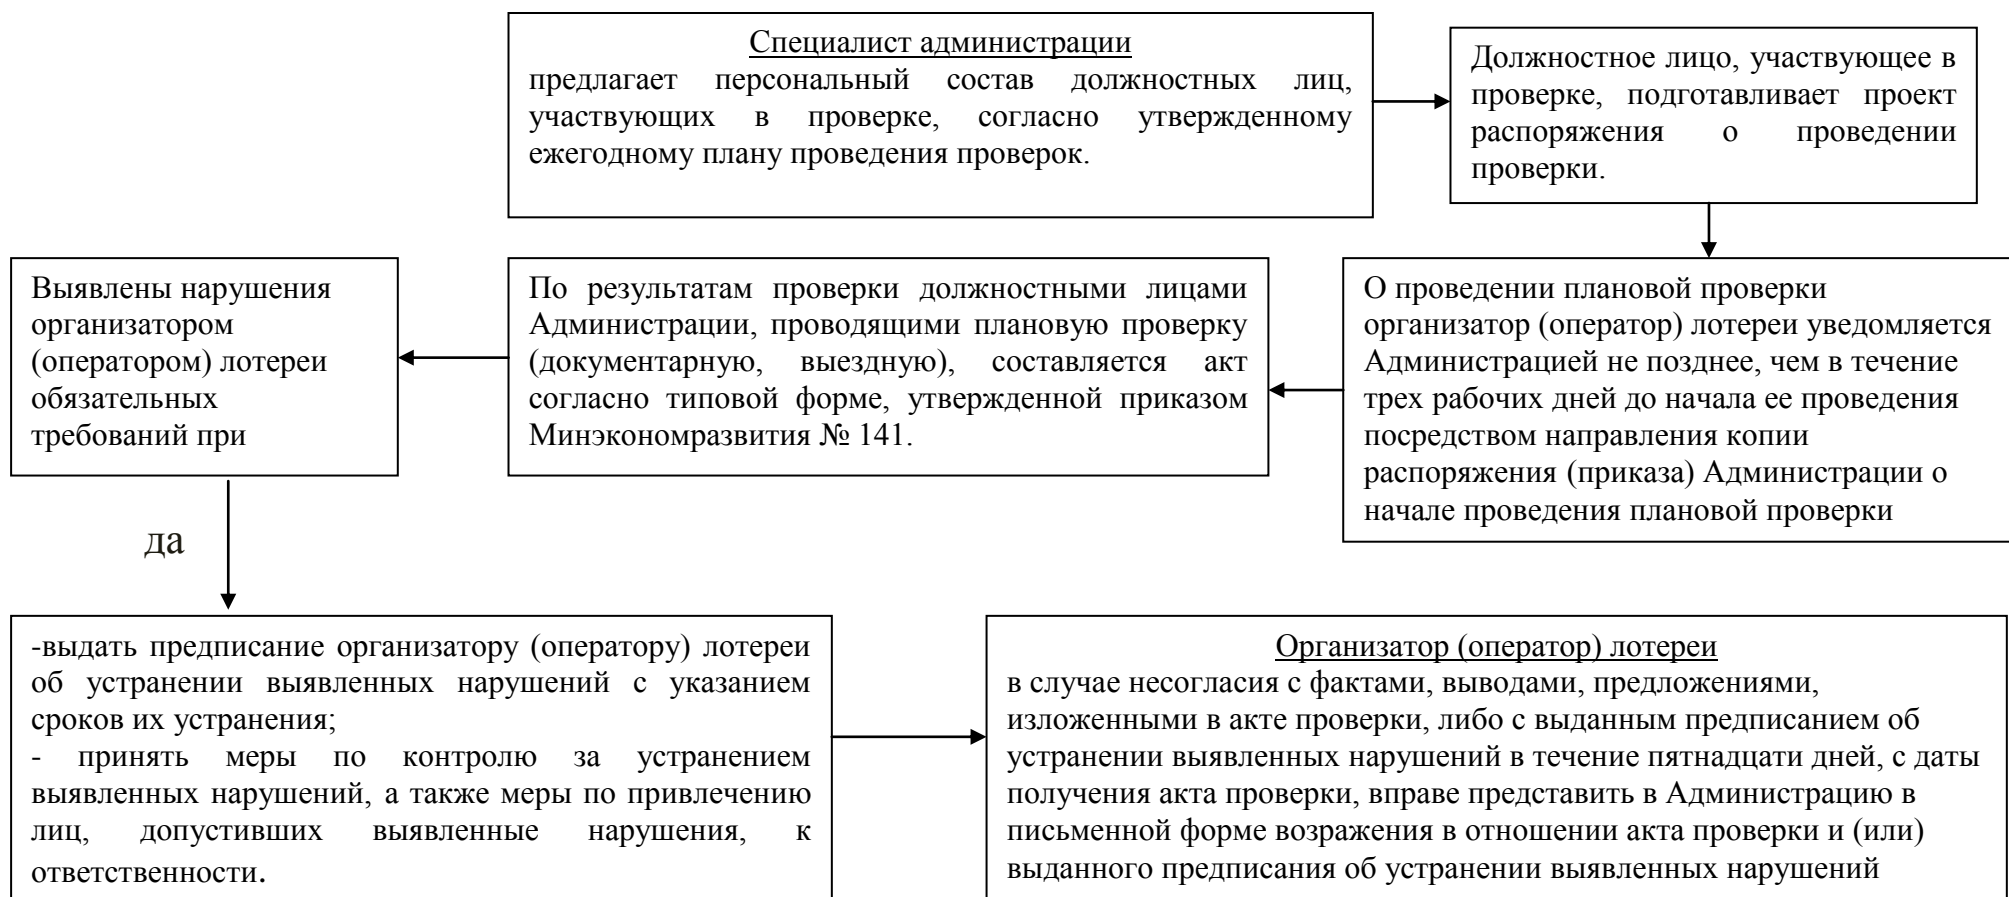 Специалист администрации
предлагает персональный состав должностных лиц,
участвующих в проверке, согласно утвержденному
ежегодному плану проведения проверок.
Должностное лицо, участвующее в
проверке, подготавливает проект
распоряжения о проведении
проверки.
О проведении плановой проверки
организатор (оператор) лотереи уведомляется
Администрацией не позднее, чем в течение
трех рабочих дней до начала ее проведения
посредством направления копии
распоряжения (приказа) Администрации о
начале проведения плановой проверки
По результатам проверки должностными лицами
Администрации, проводящими плановую проверку
(документарную, выездную), составляется акт
согласно типовой форме, утвержденной приказом
Минэкономразвития № 141.
Выявлены нарушения
организатором
(оператором) лотереи
обязательных
требований при
да
-выдать предписание организатору (оператору) лотереи
об устранении выявленных нарушений с указанием
сроков их устранения;
- принять меры по контролю за устранением
выявленных нарушений, а также меры по привлечению
лиц, допустивших выявленные нарушения, к
ответственности.
Организатор (оператор) лотереи
в случае несогласия с фактами, выводами, предложениями,
изложенными в акте проверки, либо с выданным предписанием об
устранении выявленных нарушений в течение пятнадцати дней, с даты
получения акта проверки, вправе представить в Администрацию в
письменной форме возражения в отношении акта проверки и (или)
выданного предписания об устранении выявленных нарушений